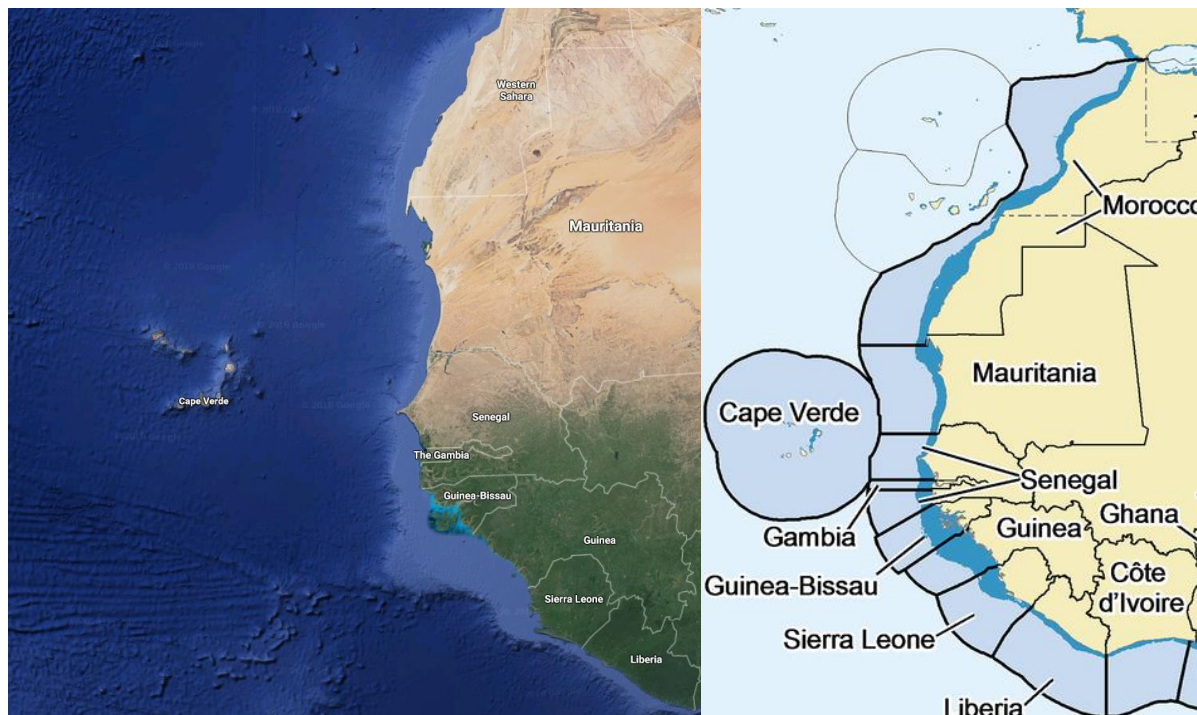 Western
Sahara
Mauritania
Senegal
Cape Verde
The Gambia
Guinea-Bissau
Guinea
Sierra Leone
Liberia
Morocco
Mauritania
Cape Verde
Senegal
Gambia
Guinea
Ghana
Guinea-Bissau
Côte
d'Ivoire
Sierra Leone
Liberia